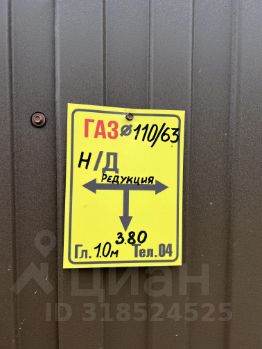 ГАЗ⌀110/63
Н/Д
РЕДУКЦИЯ
3.80
Гл. 1.0м Тел.04
циан
ID 318524525